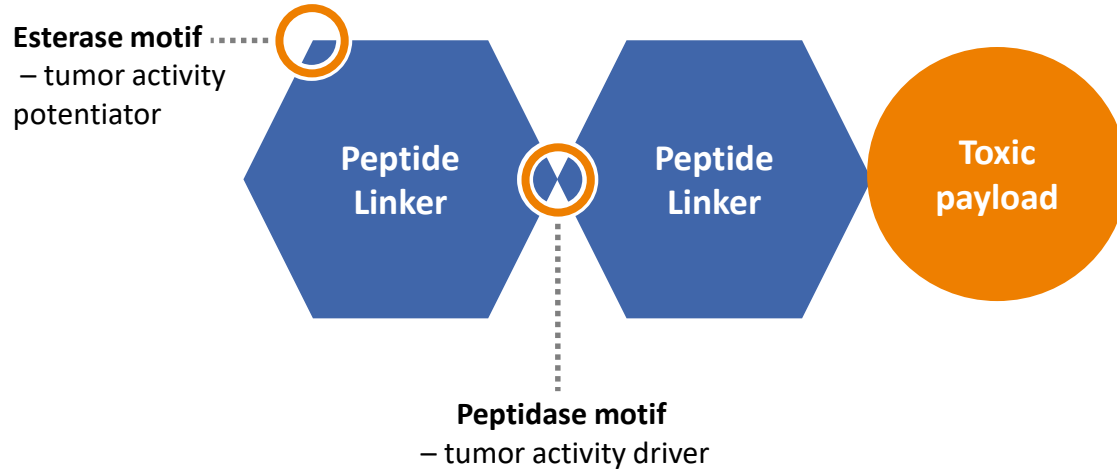 Esterase motif
– tumor activity
potentiator
Peptide
Linker
Peptide
Linker
Toxic
payload
Peptidase motif
– tumor activity driver